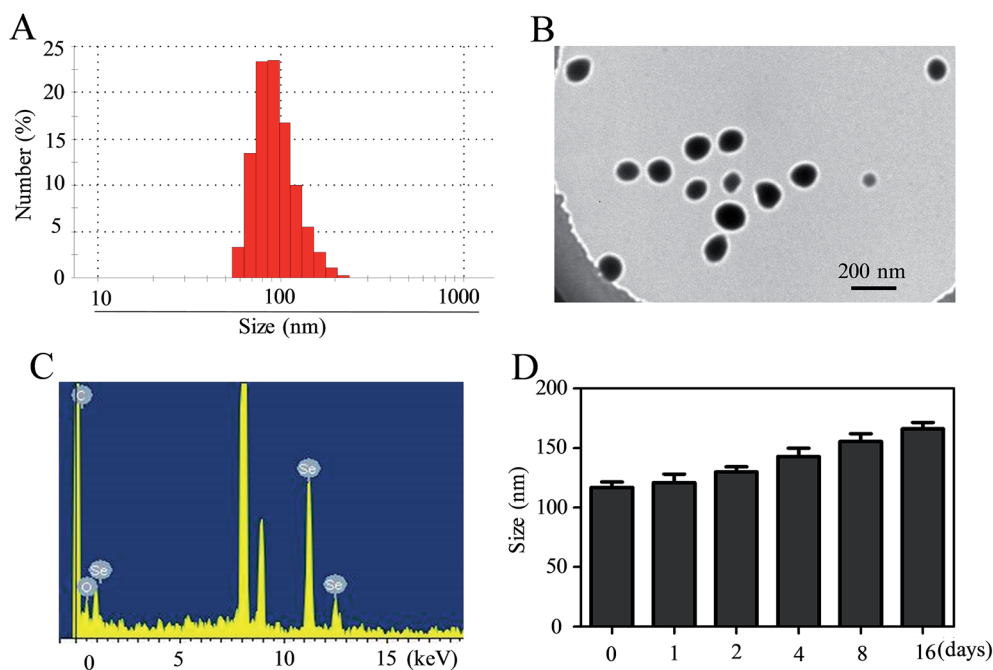 A
25
20
15
10
5
0
Number (%)
10 100 1000
Size (nm)
B
200 nm
C
C
O
Se
Se
Se
0 5 10 15 (keV)
D
200
150
100
50
0
Size (nm)
0 1 2 4 8 16 (days)